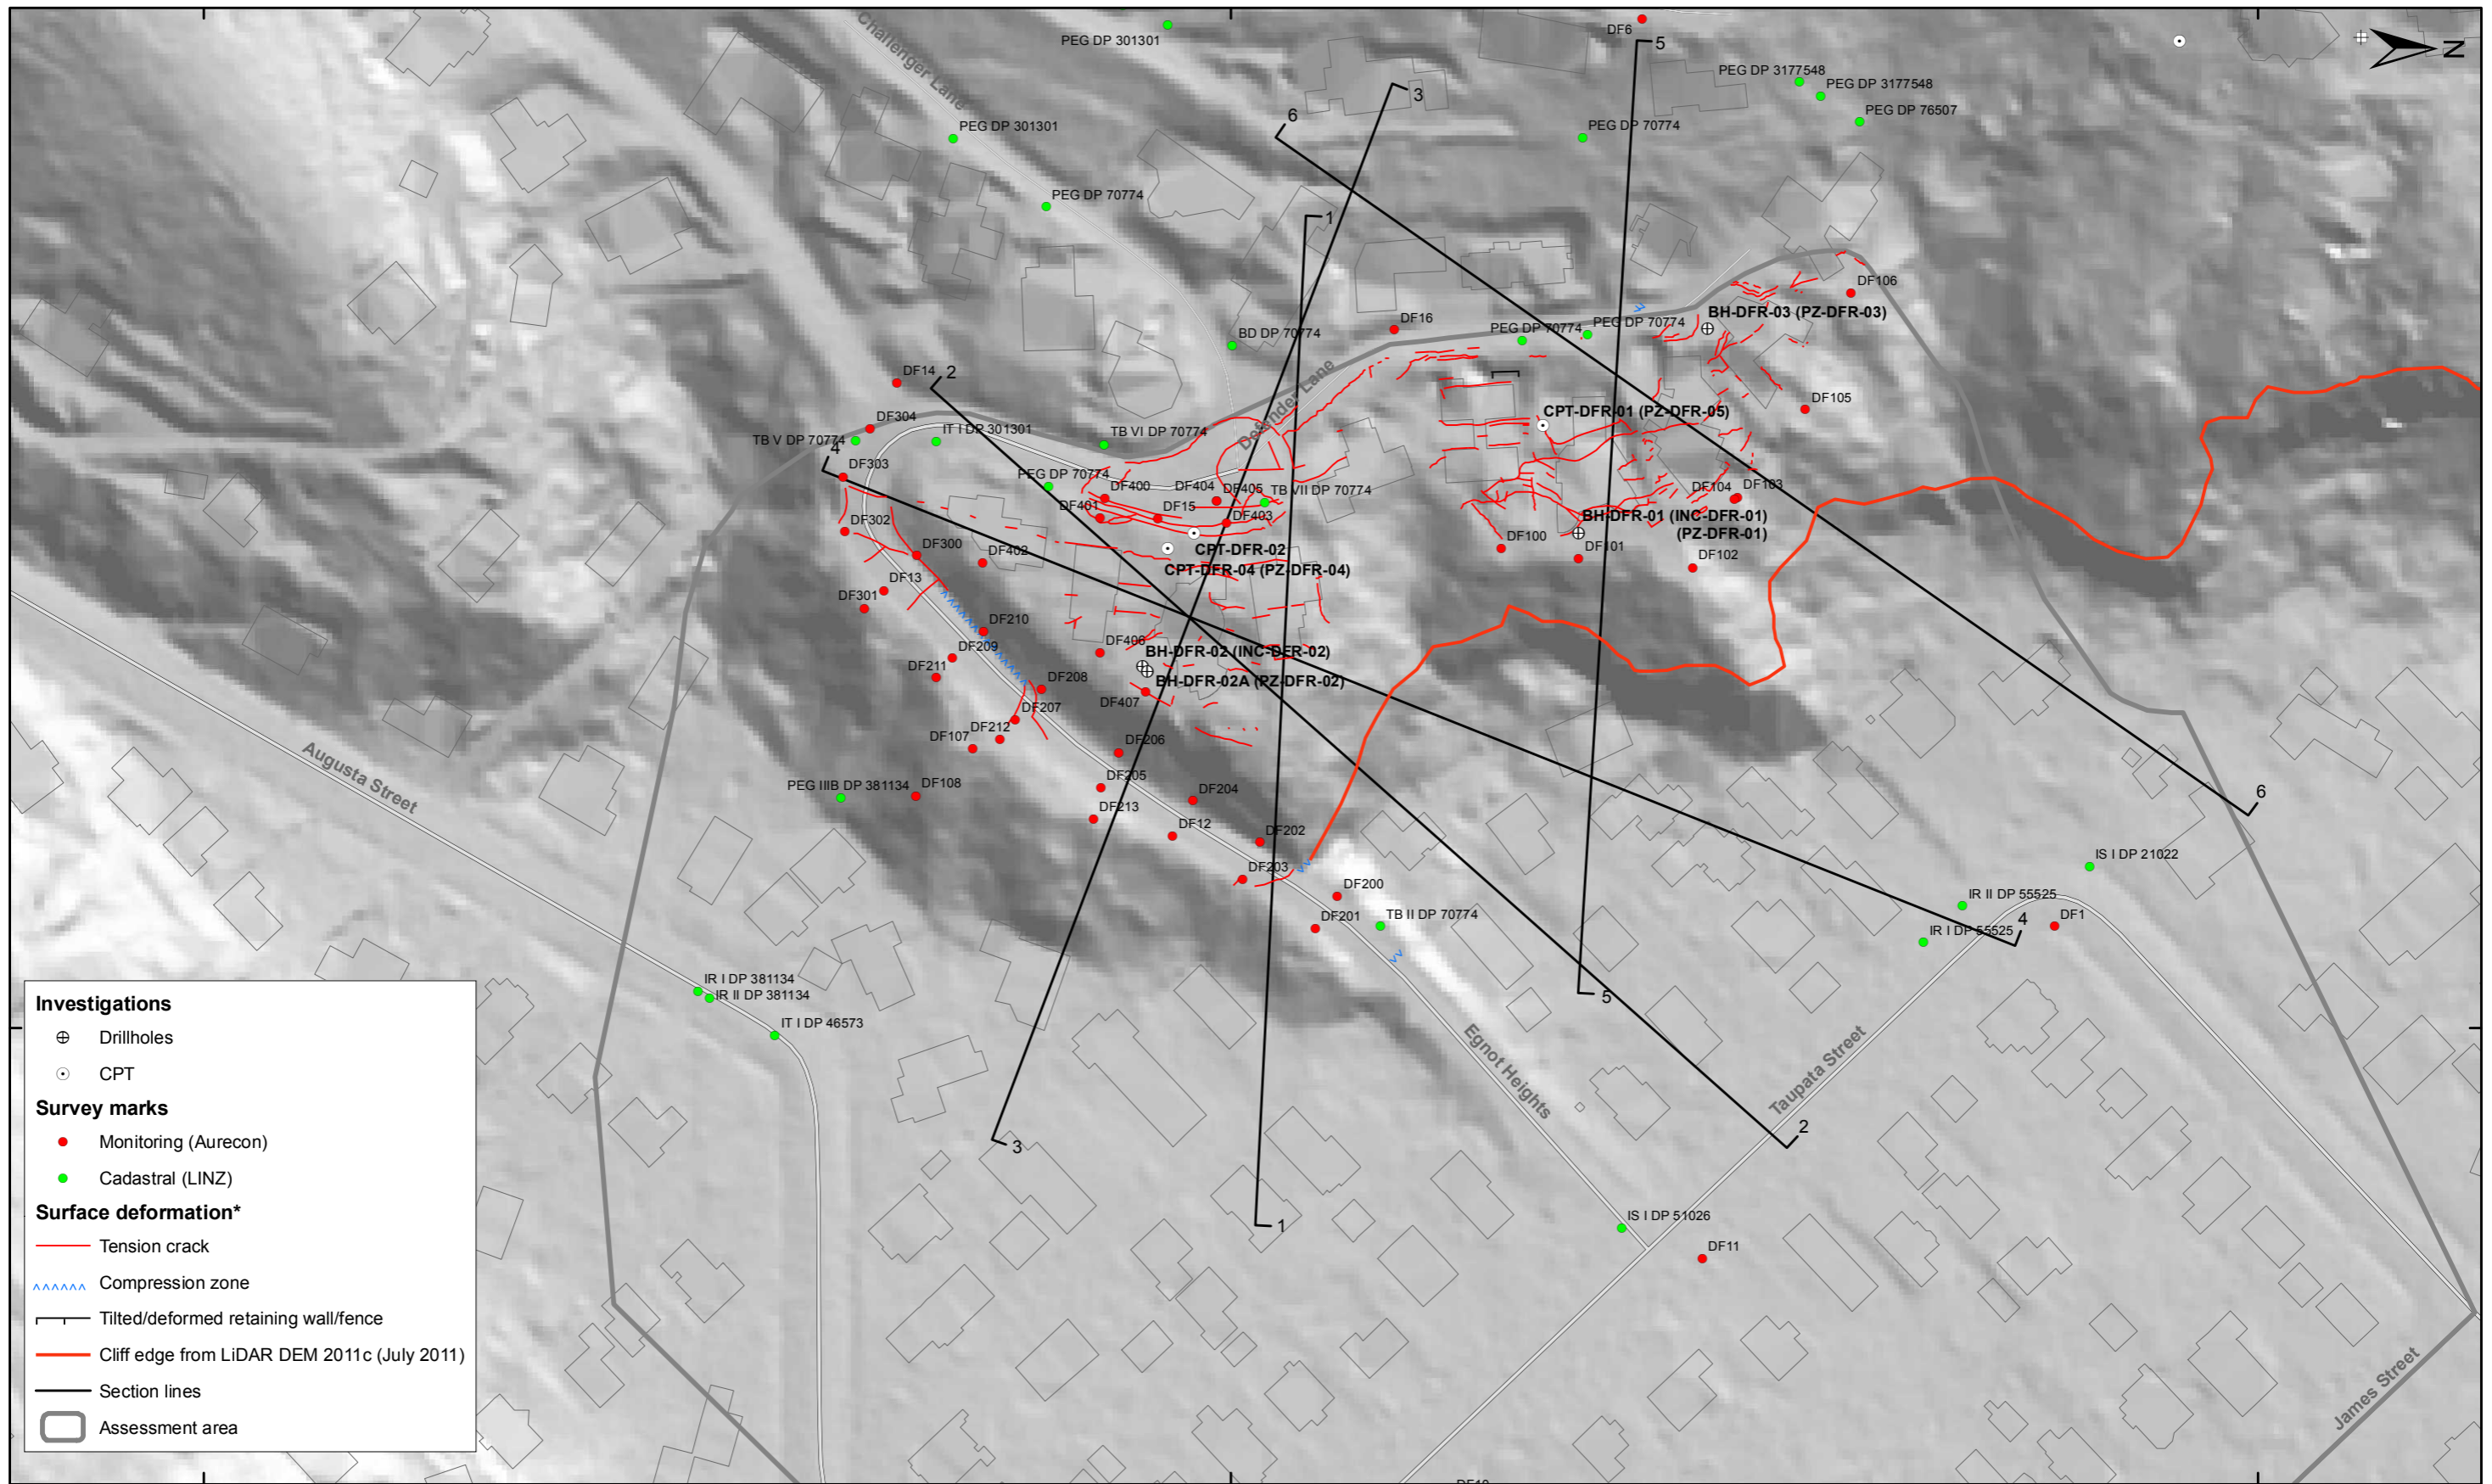 Challenger Lane
PEG DP 301301
DF6
5
N
3
PEG DP 3177548
PEG DP 3177548
PEG DP 76507
6
PEG DP 301301
PEG DP 70774
PEG DP 70774
1
DF106
BH-DFR-03 (PZ-DFR-03)
DF16
PEG DP 70774
PEG DP 70774
BD DP 70774
Defender Lane
DF14
2
DF105
CPT-DFR-01 (PZ-DFR-05)
DF304
TB V DP 70774
IT I DP 301301
TB VI DP 70774
4
DF303
PEG DP 70774
DF400
DF404
DF405
TB VII DP 70774
DF104
DF103
DF401
DF15
DF403
BH-DFR-01 (INC-DFR-01)
(PZ-DFR-01)
DF302
DF300
DF402
CPT-DFR-02
DF100
DF101
DF102
CPT-DFR-04 (PZ-DFR-04)
DF13
DF301
DF210
DF209
DF406
BH-DFR-02 (INC-DFR-02)
DF211
BH-DFR-02A (PZ-DFR-02)
DF208
DF407
DF207
DF212
DF107
DF206
Augusta Street
DF205
PEG IIIB DP 381134
DF108
DF204
DF213
DF12
DF202
6
IS I DP 21022
DF203
DF200
IR II DP 55525
DF201
TB II DP 70774
4
DF1
IR I DP 55525
IR I DP 381134
IR II DP 381134
5
IT I DP 46573
Egnot Heights
Taupata Street
2
3
1
IS I DP 51026
DF11
James Street
Investigations
Drillholes
CPT
Survey marks
Monitoring (Aurecon)
Cadastral (LINZ)
Surface deformation*
Tension crack
Compression zone
Tilted/deformed retaining wall/fence
Cliff edge from LiDAR DEM 2011c (July 2011)
Section lines
Assessment area